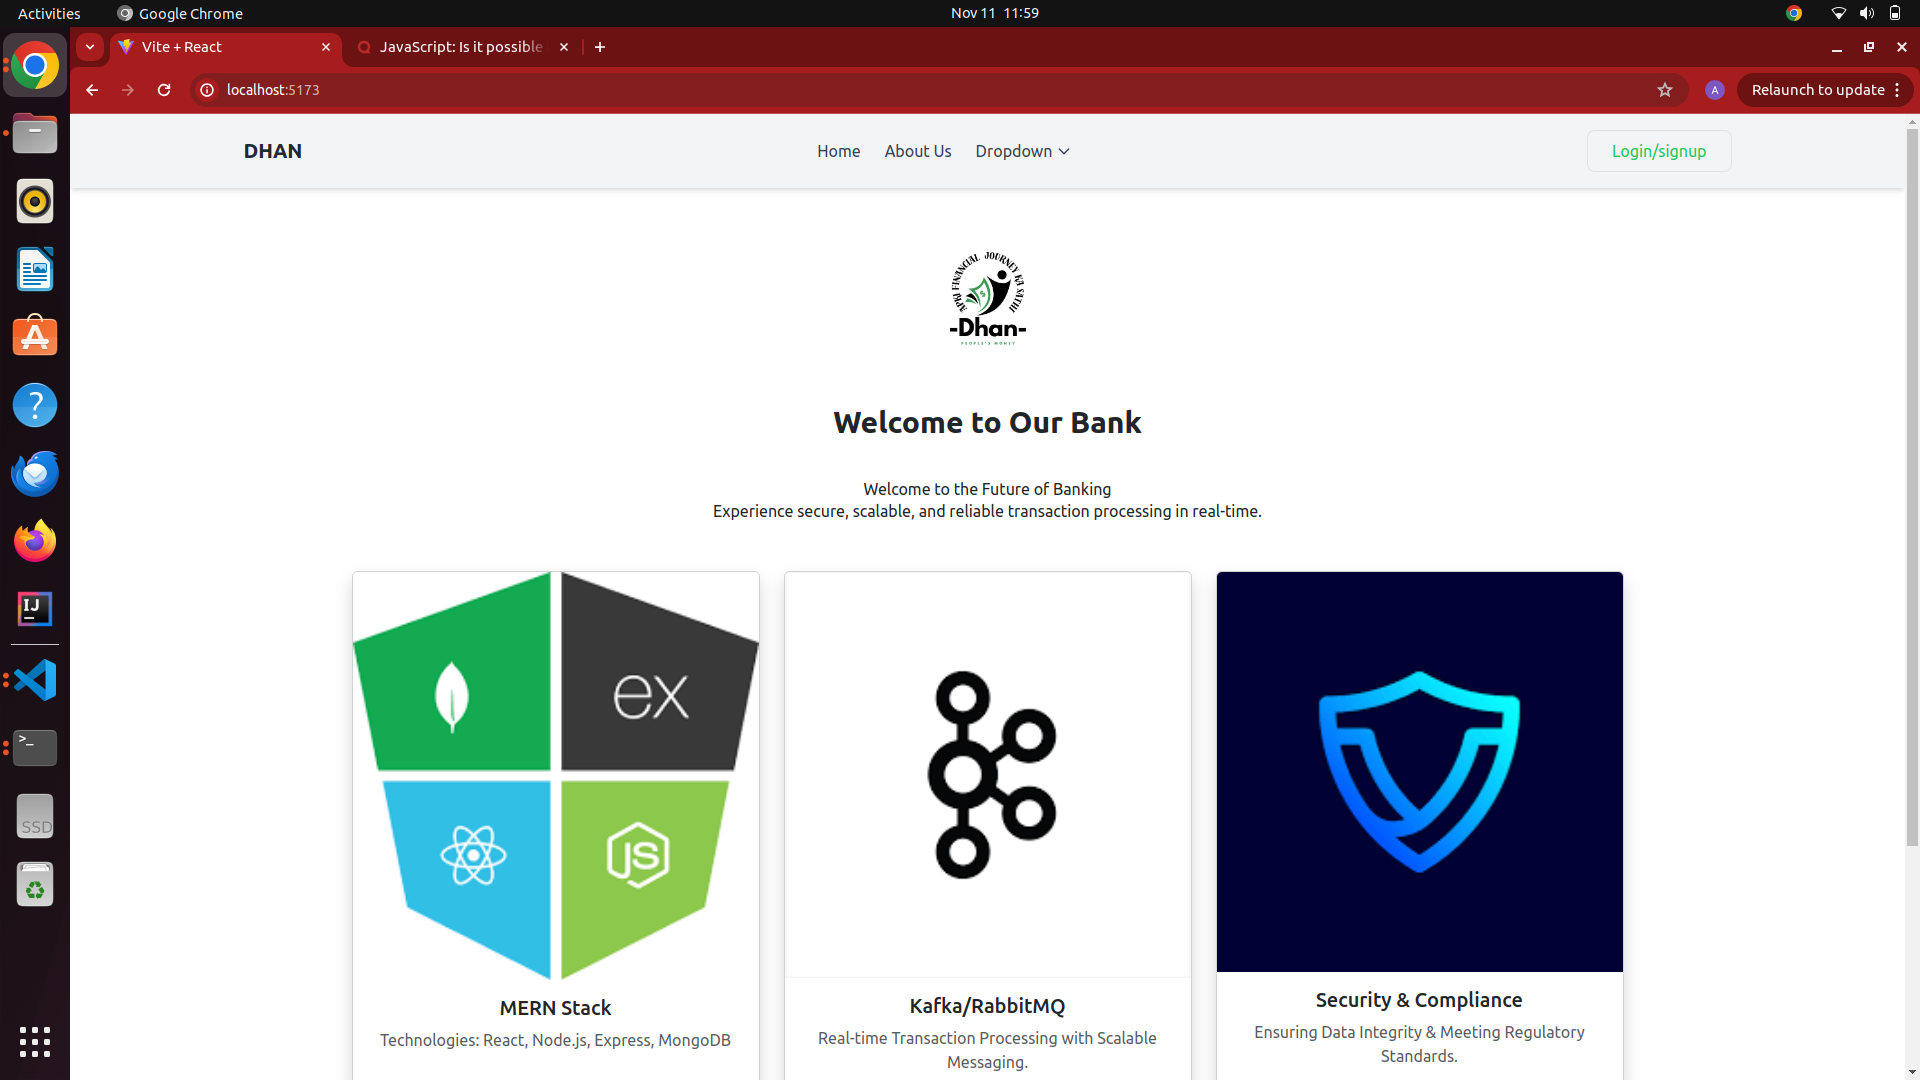 Activities
Google Chrome
Nov 11 11:59
Vite + React
JavaScript: Is it possible
localhost:5173
A
Relaunch to update
DHAN
Home
About Us
Dropdown
Login/signup
APKI FINANCIAL JOURNEY KA SATHI
$
-Dhan-
PEOPLE'S MONEY
Welcome to Our Bank
Welcome to the Future of Banking
Experience secure, scalable, and reliable transaction processing in real-time.
ex
JS
MERN Stack
Technologies: React, Node.js, Express, MongoDB
Kafka/RabbitMQ
Real-time Transaction Processing with Scalable
Messaging.
Security & Compliance
Ensuring Data Integrity & Meeting Regulatory
Standards.
?
IJ
>_
SSD